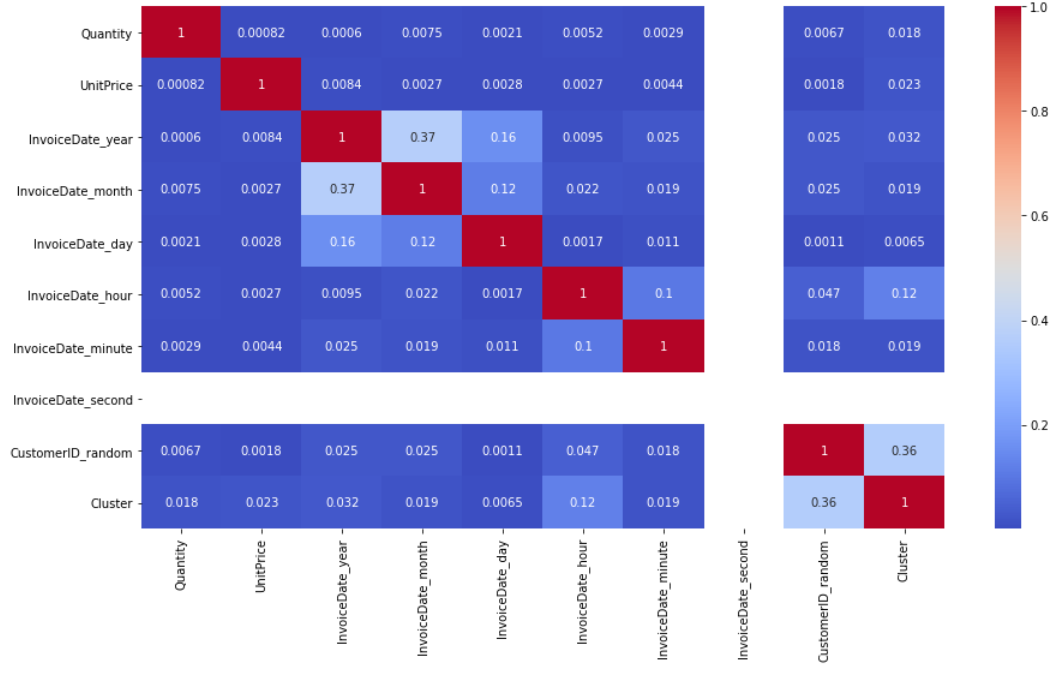 Quantity 1 0.00082 0.0006 0.0075 0.0021 0.0052 0.0029 0.0067 0.018 1.0
UnitPrice 0.00082 1 0.0084 0.0027 0.0028 0.0027 0.0044 0.0018 0.023
0.8
InvoiceDate_year 0.0006 0.0084 1 0.37 0.16 0.0095 0.025 0.025 0.032
InvoiceDate_month 0.0075 0.0027 0.37 1 0.12 0.022 0.019 0.025 0.019
0.6
InvoiceDate_day 0.0021 0.0028 0.16 0.12 1 0.0017 0.011 0.0011 0.0065
InvoiceDate_hour 0.0052 0.0027 0.0095 0.022 0.0017 1 0.1 0.047 0.12
0.4
InvoiceDate_minute 0.0029 0.0044 0.025 0.019 0.011 0.1 1 0.018 0.019
InvoiceDate_second
0.2
CustomerID_random 0.0067 0.0018 0.025 0.025 0.0011 0.047 0.018 1 0.36
Cluster 0.018 0.023 0.032 0.019 0.0065 0.12 0.019 0.36 1
Quantity
UnitPrice
InvoiceDate_year
InvoiceDate_month
InvoiceDate_day
InvoiceDate_hour
InvoiceDate_minute
InvoiceDate_second
CustomerID_random
Cluster